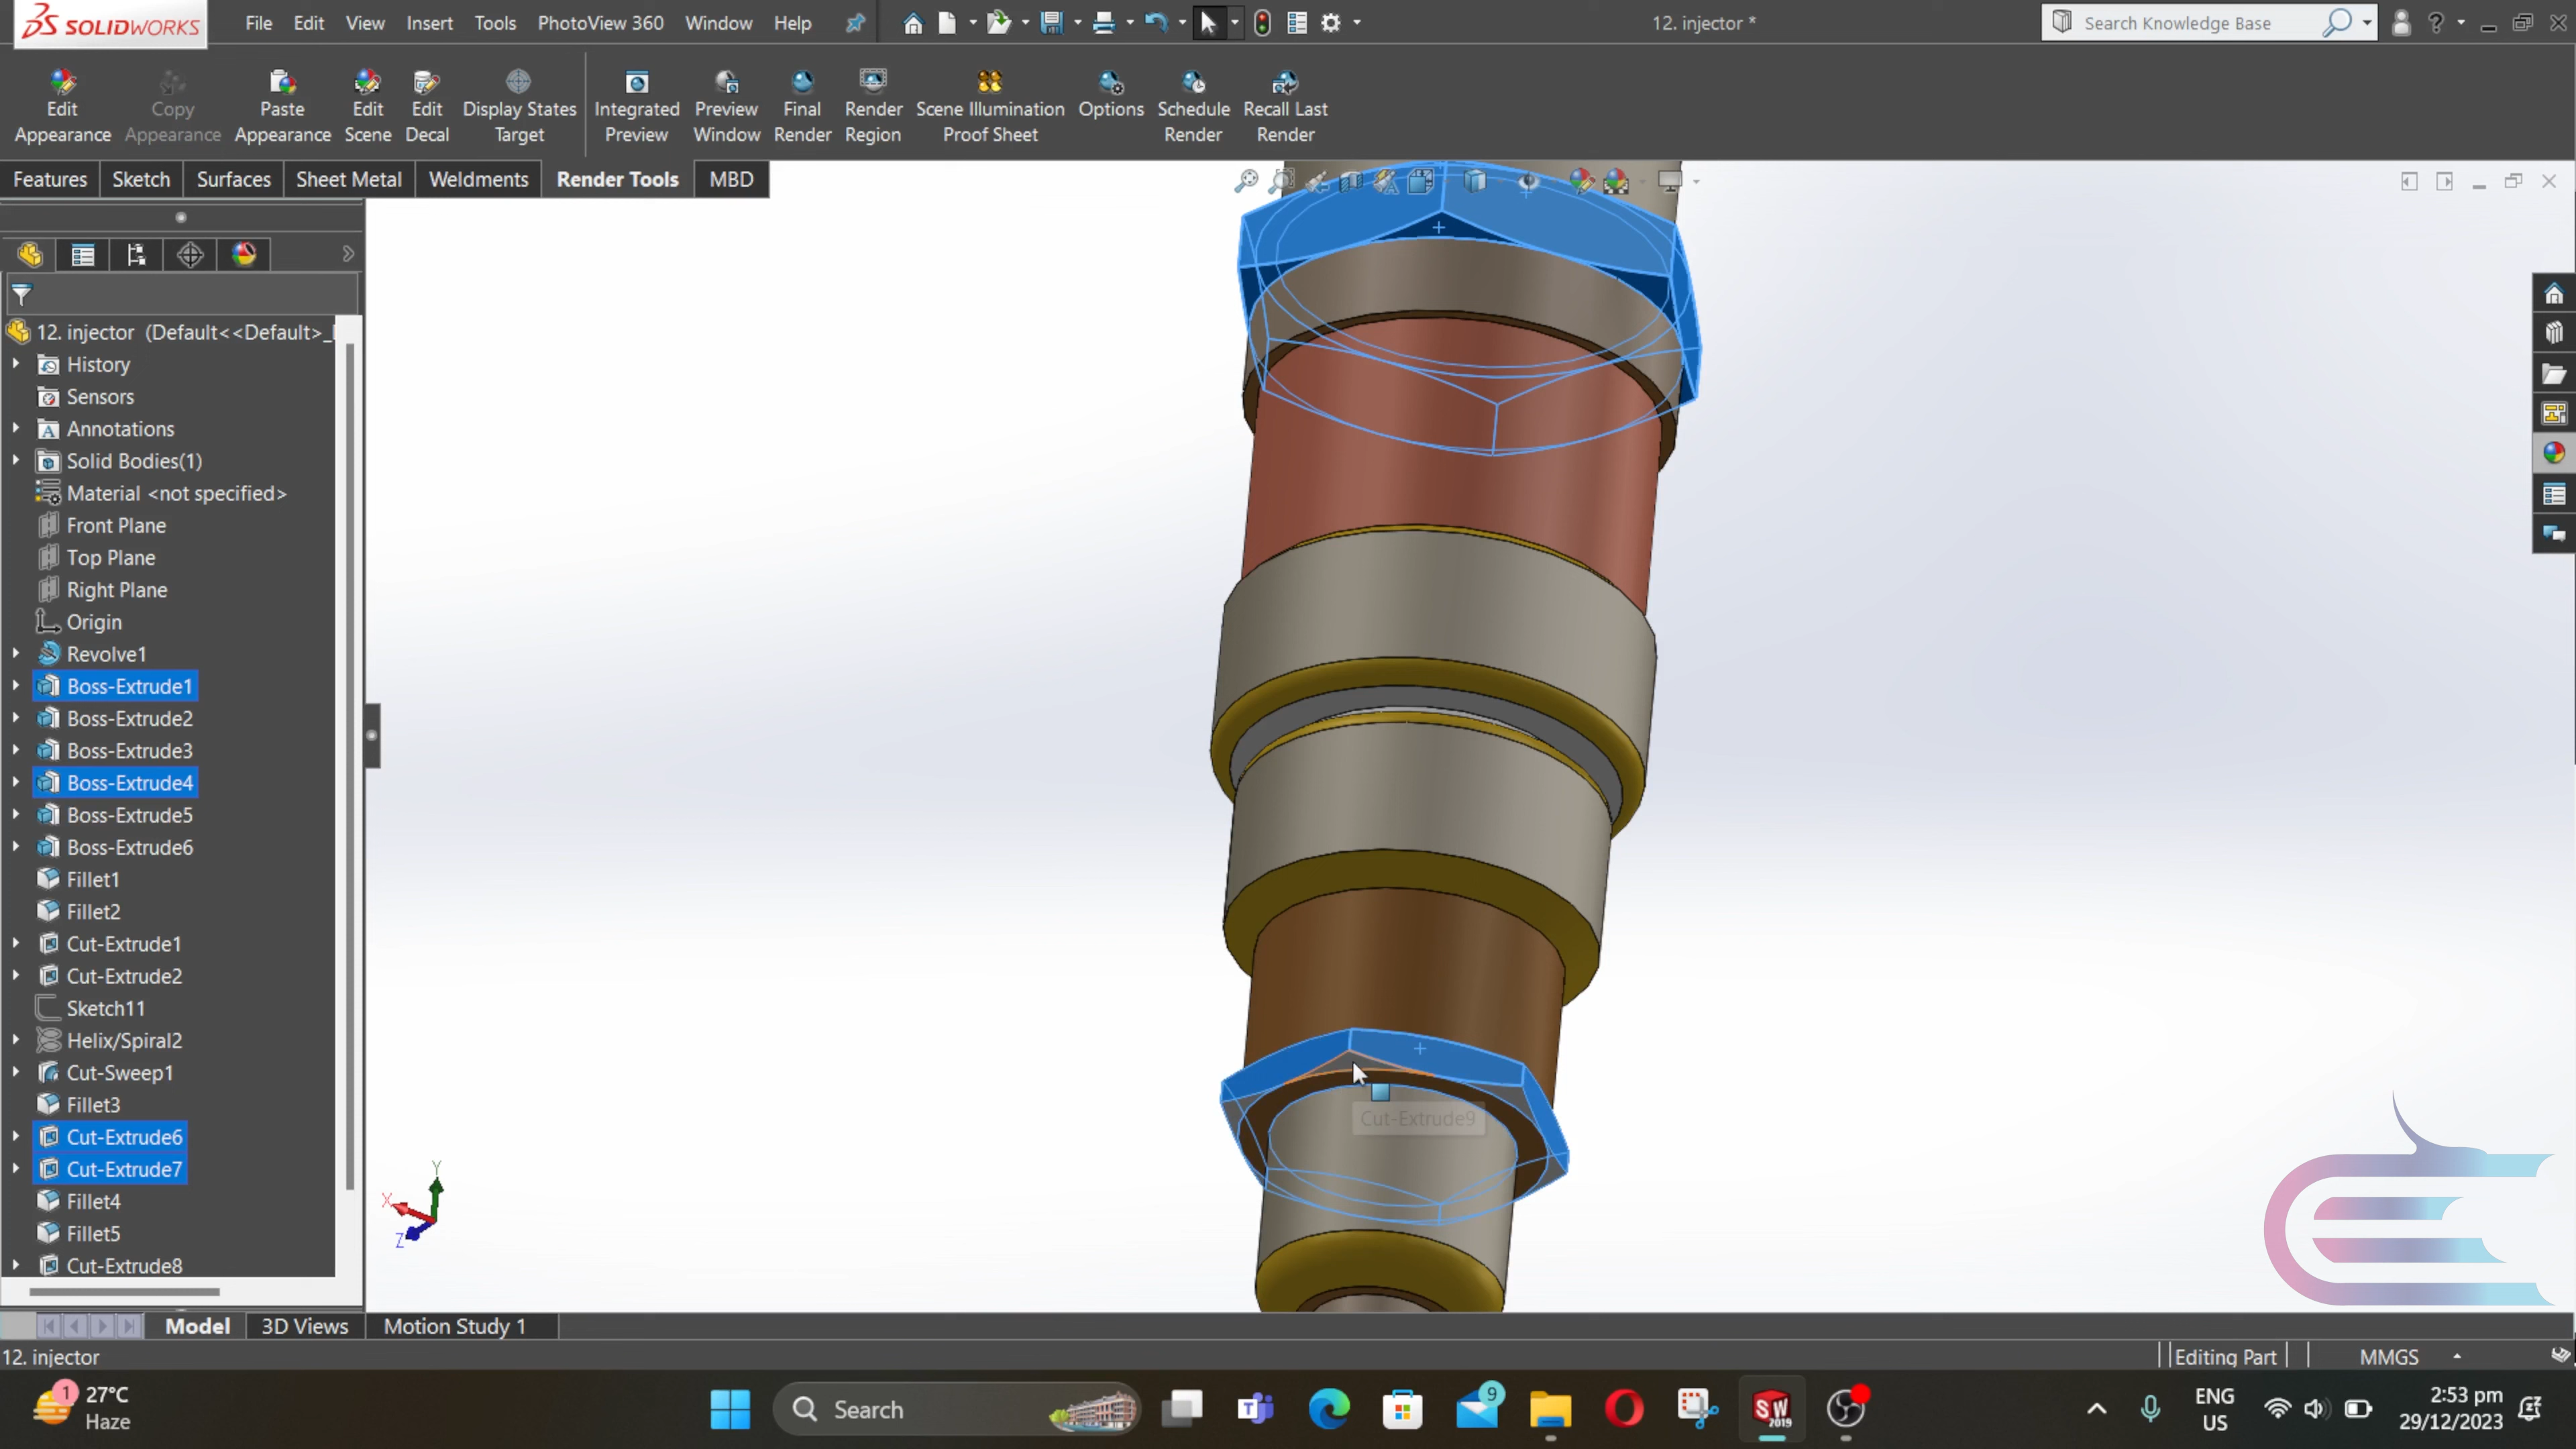 SOLIDWORKS File Edit View Insert Tools PhotoView 360 Window Help 12. injector * Search Knowledge Base ?
Edit Appearance
Copy Appearance
Paste Appearance
Edit Scene
Edit Decal
Display States Target
Integrated Preview
Preview Window
Final Render
Render Region
Scene Illumination Proof Sheet
Options
Schedule Render
Recall Last Render
Features Sketch Surfaces Sheet Metal Weldments Render Tools MBD
12. injector (Default<<Default>_
History
Sensors
Annotations
Solid Bodies(1)
Material <not specified>
Front Plane
Top Plane
Right Plane
Origin
Revolve1
Boss-Extrude1
Boss-Extrude2
Boss-Extrude3
Boss-Extrude4
Boss-Extrude5
Boss-Extrude6
Fillet1
Fillet2
Cut-Extrude1
Cut-Extrude2
Sketch11
Helix/Spiral2
Cut-Sweep1
Fillet3
Cut-Extrude6
Cut-Extrude7
Fillet4
Fillet5
Cut-Extrude8
Cut-Extrude9
Y
X
Z
Model 3D Views Motion Study 1
12. injector Editing Part MMGS
1 27°C
Haze
Search
9
SW
2019
ENG
US
2:53 pm
29/12/2023